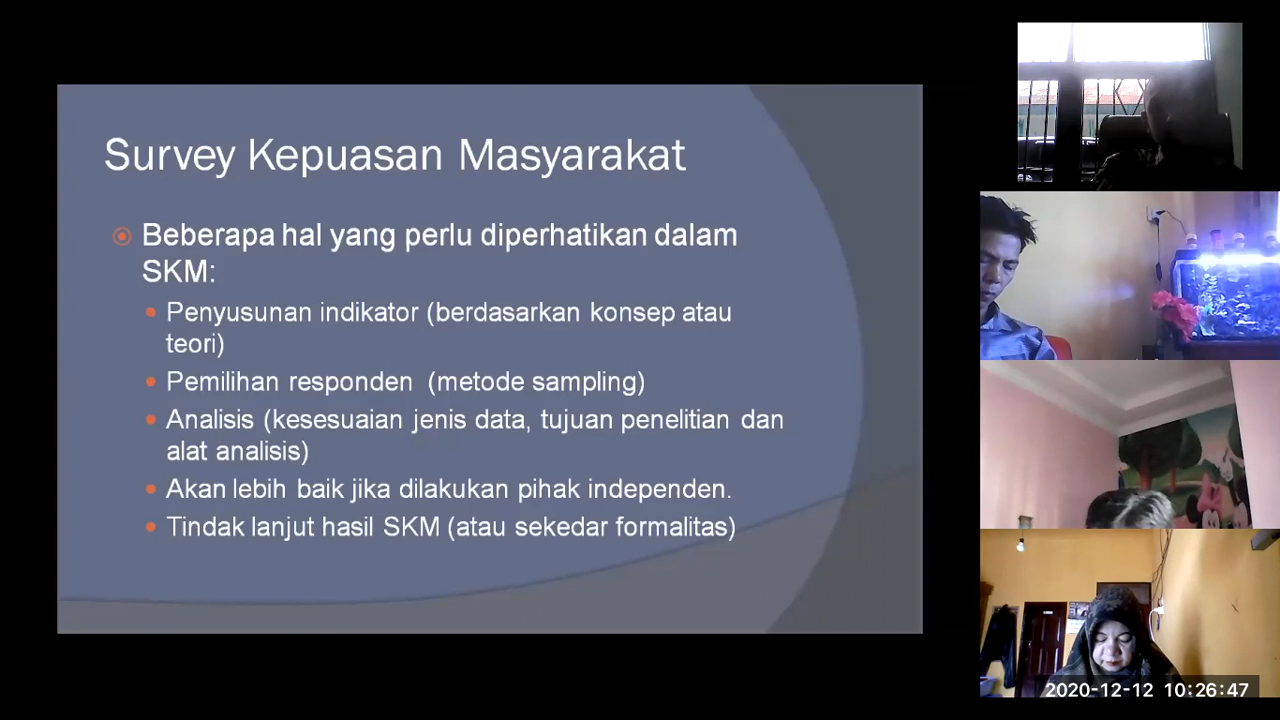 Survey Kepuasan Masyarakat
Beberapa hal yang perlu diperhatikan dalam
SKM:
Penyusunan indikator (berdasarkan konsep atau
teori)
Pemilihan responden (metode sampling)
Analisis (kesesuaian jenis data, tujuan penelitian dan
alat analisis)
Akan lebih baik jika dilakukan pihak independen.
Tindak lanjut hasil SKM (atau sekedar formalitas)
2020-12-12 10:26:47